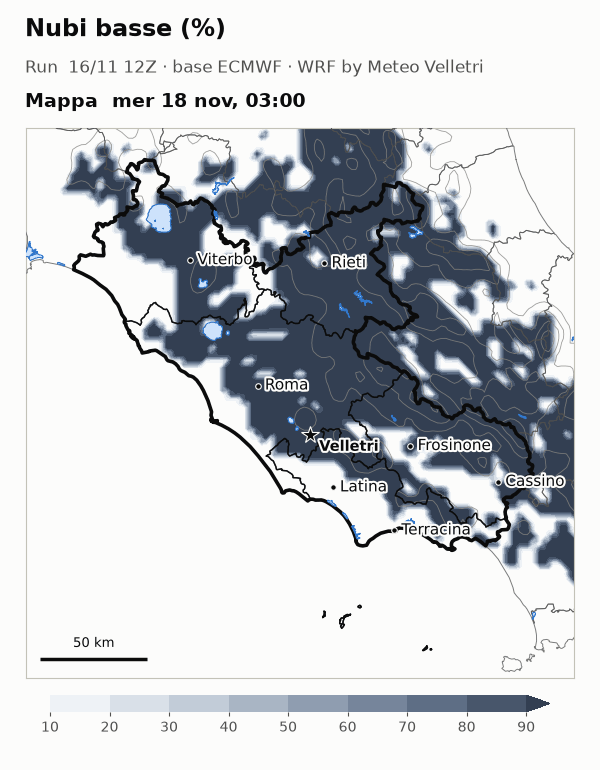 Nubi basse (%)
Run  16/11 12Z · base ECMWF · WRF by Meteo Velletri
Mappa  mer 18 nov, 03:00
Viterbo
Rieti
Roma
Velletri
Frosinone
Cassino
Latina
Terracina
50 km
10 20 30 40 50 60 70 80 90